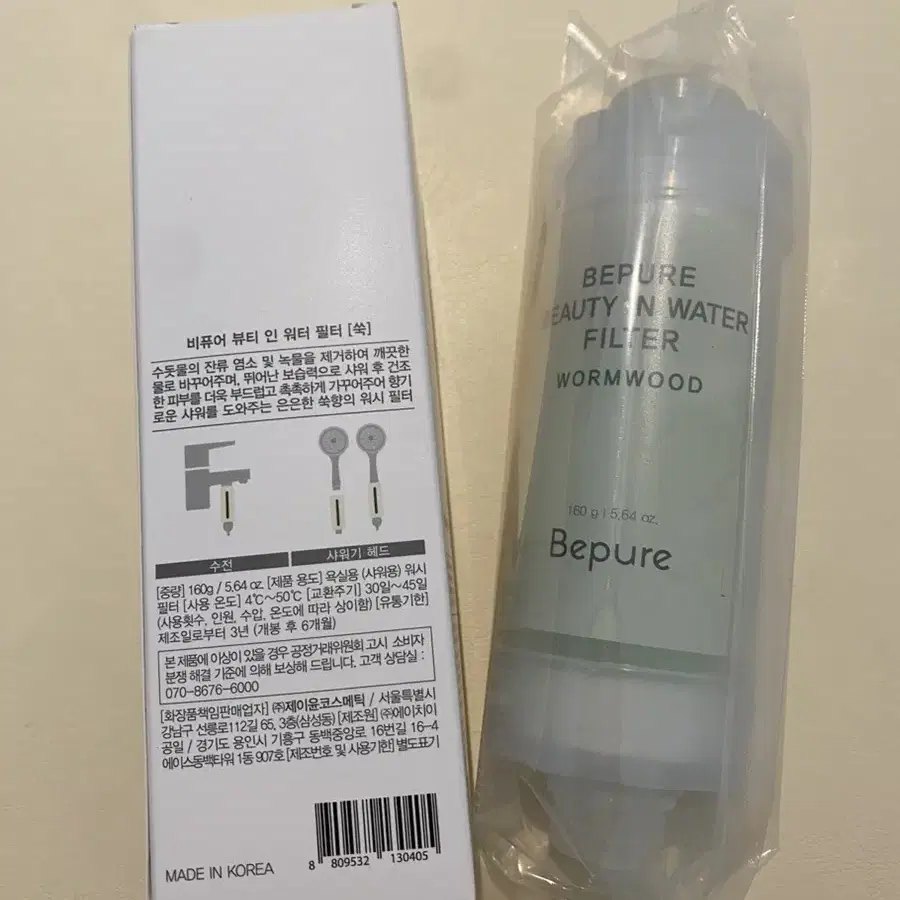 비퓨어 뷰티 인 워터 필터 [쑥]
수돗물의 잔류 염소 및 녹물을 제거하여 깨끗한
물로 바꾸어주며, 뛰어난 보습력으로 샤워 후 건조
한 피부를 더욱 부드럽고 촉촉하게 가꾸어주어 향기
로운 샤워를 도와주는 은은한 쑥향의 워시 필터
수전
샤워기 헤드
[중량] 160g / 5.64 oz. [제품 용도] 욕실용 (샤워용) 워시
필터 [사용 온도] 4℃~50℃ [교환주기] 30일~45일
(사용횟수, 인원, 수압, 온도에 따라 상이함) [유통기한]
제조일로부터 3년 (개봉 후 6개월)
본 제품에 이상이 있을 경우 공정거래위원회 고시 소비자
분쟁 해결 기준에 의해 보상해 드립니다. 고객 상담실 :
070-8676-6000
[화장품책임판매업자] ㈜제이윤코스메틱 / 서울특별시
강남구 선릉로112길 65, 3층(삼성동) [제조원] ㈜에이치이
공일 / 경기도 용인시 기흥구 동백중앙로 16번길 16-4
에이스동백타워 1동 907호 [제조번호 및 사용기한] 별도표기
MADE IN KOREA
8 809532 130405
BEPURE
BEAUTY IN WATER
FILTER
WORMWOOD
160 g | 5.64 oz.
Bepure